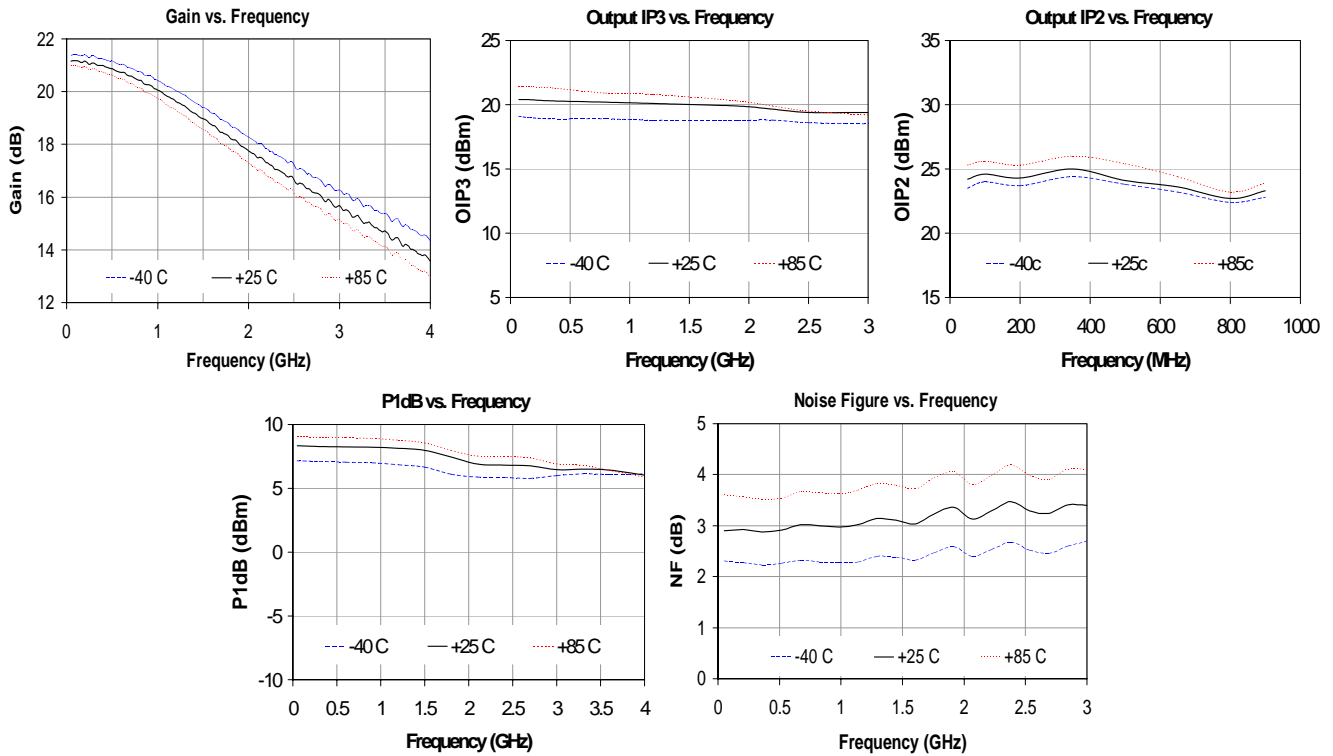 Gain vs. Frequency
22
20
18
16
14
12
Gain (dB)
-40 C
+25 C
+85 C
0
1
2
3
4
Frequency (GHz)
Output IP3 vs. Frequency
25
20
15
10
5
OIP3 (dBm)
-40 C
+25 C
+85 C
0
0.5
1
1.5
2
2.5
3
Frequency (GHz)
Output IP2 vs. Frequency
35
30
25
20
15
OIP2 (dBm)
-40c
+25c
+85c
0
200
400
600
800
1000
Frequency (MHz)
P1dB vs. Frequency
10
5
0
-5
-10
P1dB (dBm)
-40 C
+25 C
+85 C
0
0.5
1
1.5
2
2.5
3
3.5
4
Frequency (GHz)
Noise Figure vs. Frequency
5
4
3
2
1
0
NF (dB)
-40 C
+25 C
+85 C
0
0.5
1
1.5
2
2.5
3
Frequency (GHz)